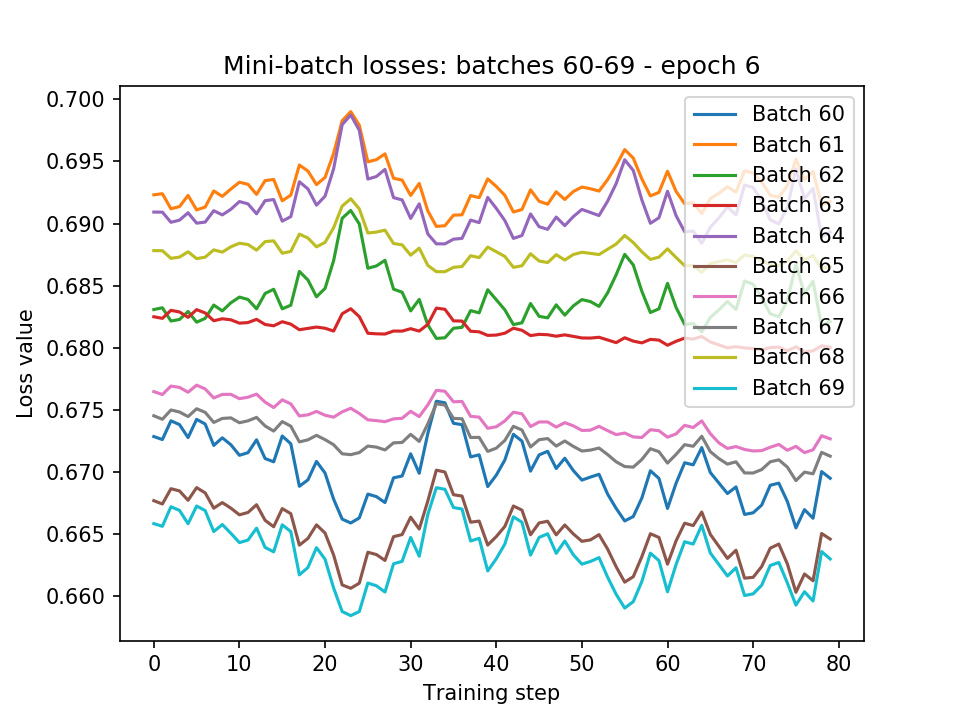 Mini-batch losses: batches 60-69 - epoch 6
0.700
0.695
0.690
0.685
0.680
0.675
0.670
0.665
0.660
Loss value
0
10
20
30
40
50
60
70
80
Training step
Batch 60
Batch 61
Batch 62
Batch 63
Batch 64
Batch 65
Batch 66
Batch 67
Batch 68
Batch 69